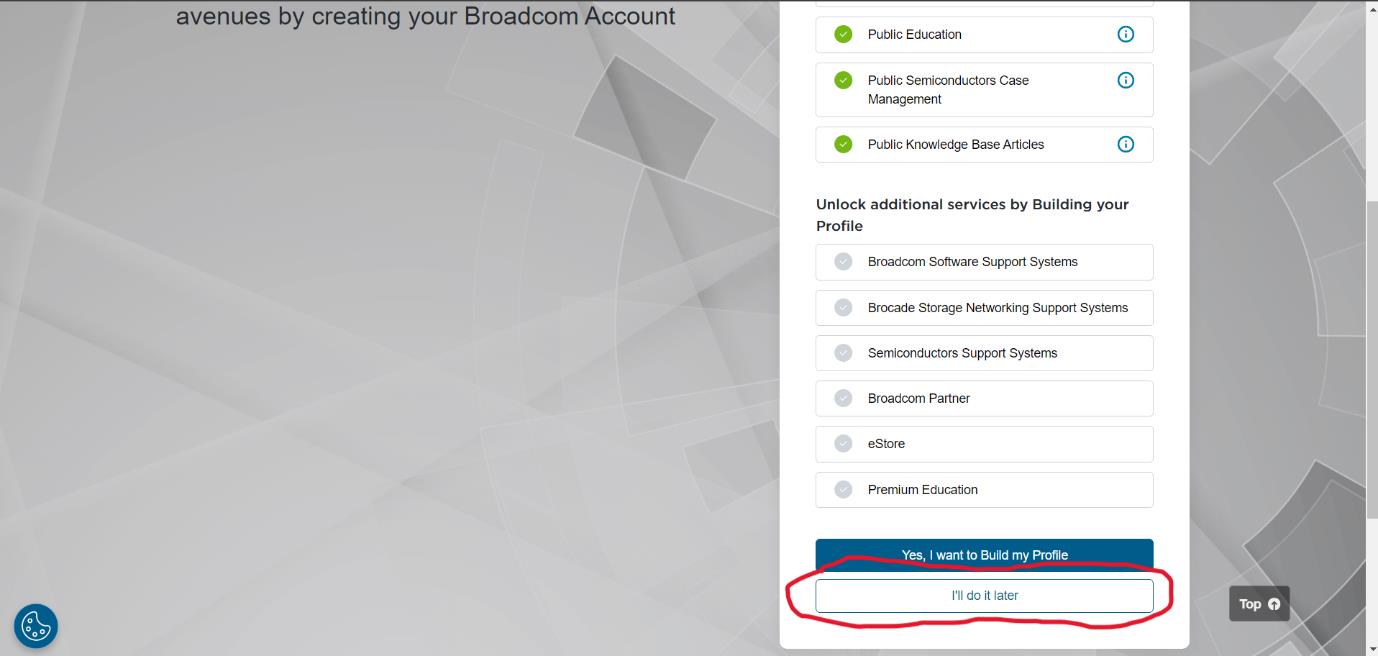 avenues by creating your Broadcom Account
Public Education
Public Semiconductors Case
Management
Public Knowledge Base Articles
Unlock additional services by Building your
Profile
Broadcom Software Support Systems
Brocade Storage Networking Support Systems
Semiconductors Support Systems
Broadcom Partner
eStore
Premium Education
Yes, I want to Build my Profile
I'll do it later
Top